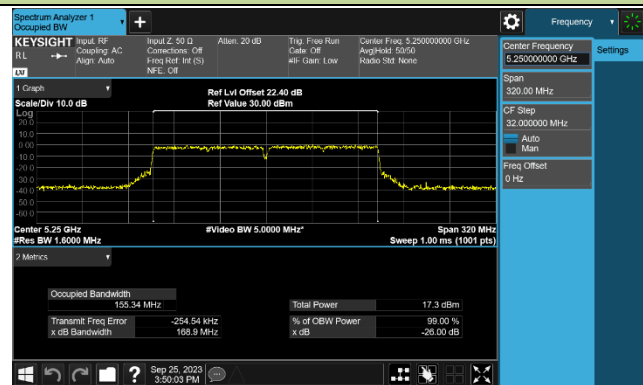 Spectrum Analyzer 1
Occupied BW
Frequency
KEYSIGHT
Input: RF
Coupling: AC
Align: Auto
Input Z: 50 Ω
Corrections: Off
Freq Ref: Int (S)
NFE: Off
Atten: 20 dB
Trig: Free Run
Gate: Off
#IF Gain: Low
Center Freq: 5.250000000 GHz
Avg|Hold: 50/50
Radio Std: None
RL
LXI
1 Graph
Scale/Div 10.0 dB
Ref Lvl Offset 22.40 dB
Ref Value 30.00 dBm
Log
20.0
10.0
0.00
-10.0
-20.0
-30.0
-40.0
-50.0
-60.0
Center 5.25 GHz
#Res BW 1.6000 MHz
#Video BW 5.0000 MHz*
Span 320 MHz
Sweep 1.00 ms (1001 pts)
2 Metrics
Occupied Bandwidth
155.34 MHz
Total Power 17.3 dBm
Transmit Freq Error -254.54 kHz
% of OBW Power 99.00 %
x dB Bandwidth 168.9 MHz
x dB -26.00 dB
Sep 25, 2023
3:50:03 PM
Center Frequency
5.250000000 GHz
Settings
Span
320.00 MHz
CF Step
32.000000 MHz
Auto
Man
Freq Offset
0 Hz